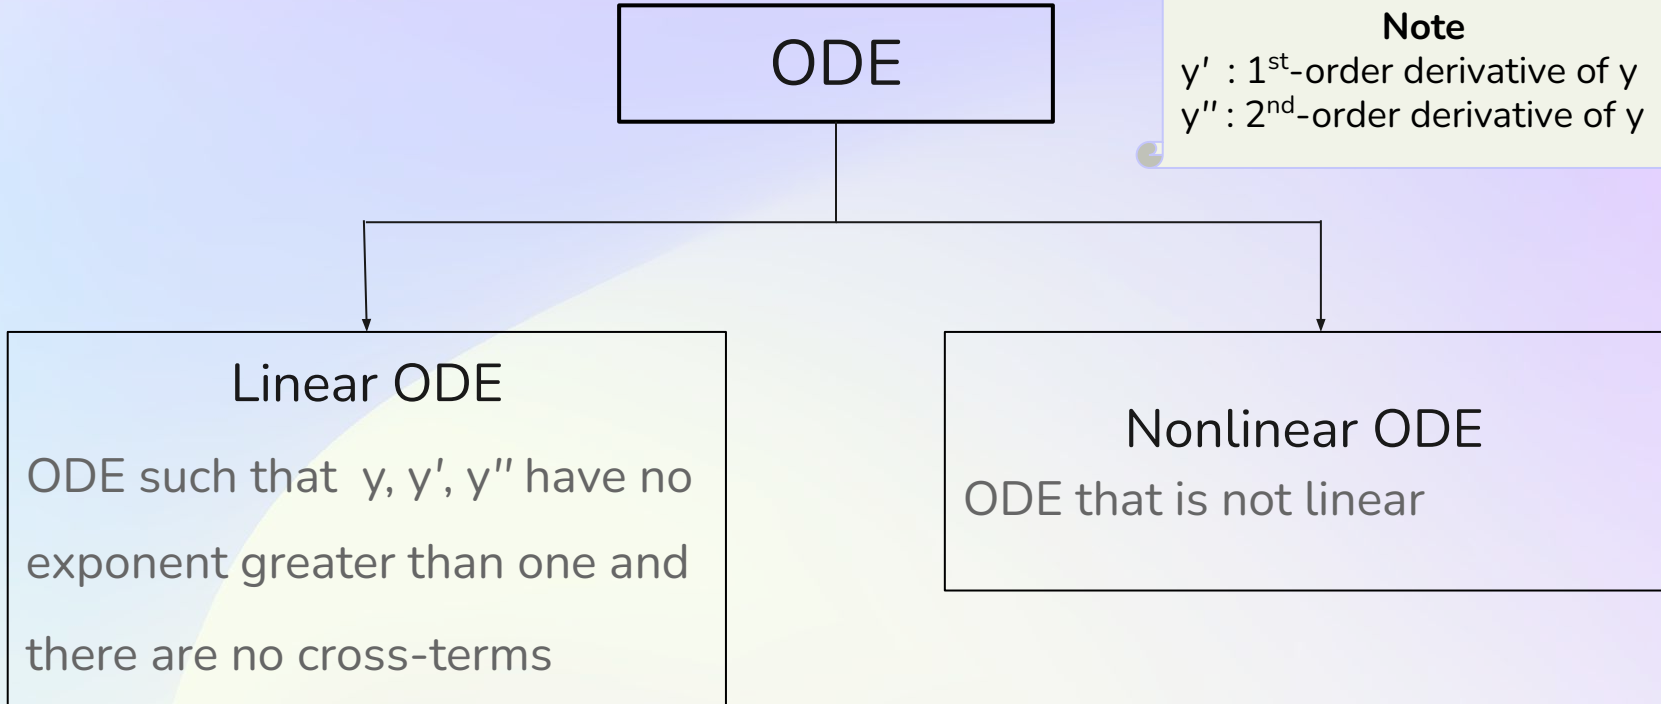 ODE
Note
y′ : 1st-order derivative of y
y″ : 2nd-order derivative of y
Linear ODE
ODE such that y, y′, y″ have no
exponent greater than one and
there are no cross-terms
Nonlinear ODE
ODE that is not linear